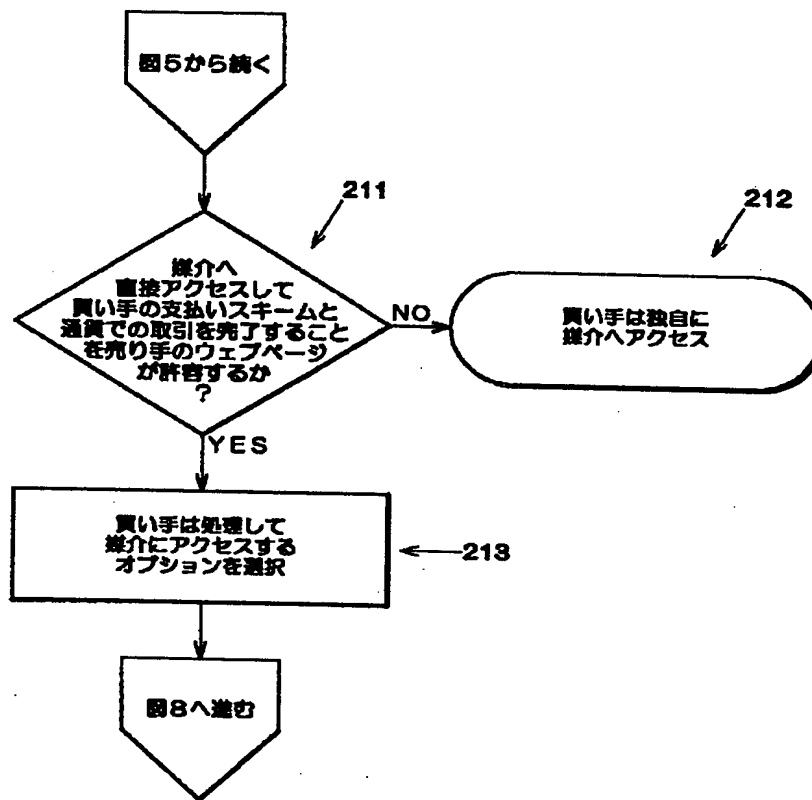 図5から続く
211
212
媒介へ
直接アクセスして
買い手の支払いスキームと
通貨での取引を完了すること
を売り手のウェブページ
が許容するか
?
NO
買い手は独自に
媒介へアクセス
YES
買い手は処理して
媒介にアクセスする
オプションを選択
213
図8へ進む